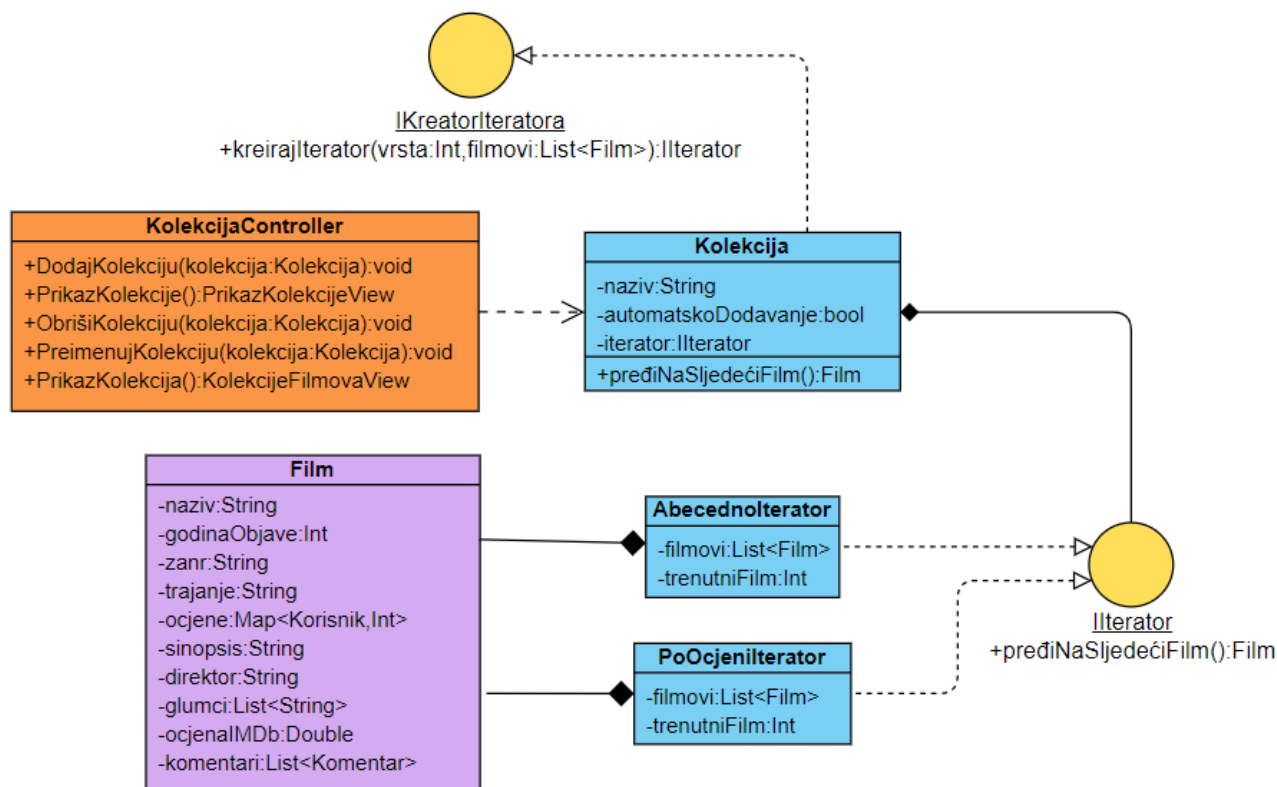 IKreatorIteratora
+kreirajIterator(vrsta:Int,filmovi:List<Film>):IIterator
KolekcijaController
+DodajKolekciju(kolekcija:Kolekcija):void
+PrikazKolekcije():PrikazKolekcijeView
+ObrišiKolekciju(kolekcija:Kolekcija):void
+PreimenujKolekciju(kolekcija:Kolekcija):void
+PrikazKolekcija():KolekcijeFilmovaView
Kolekcija
-naziv:String
-automatskoDodavanje:bool
-iterator:IIterator
+pređiNaSljedećiFilm():Film
Film
-naziv:String
-godinaObjave:Int
-zanr:String
-trajanje:String
-ocjene:Map<Korisnik,Int>
-sinopsis:String
-direktor:String
-glumci:List<String>
-ocjenaIMDb:Double
-komentari:List<Komentar>
AbecednoIterator
-filmovi:List<Film>
-trenutniFilm:Int
PoOcjeniIterator
-filmovi:List<Film>
-trenutniFilm:Int
IIterator
+pređiNaSljedećiFilm():Film